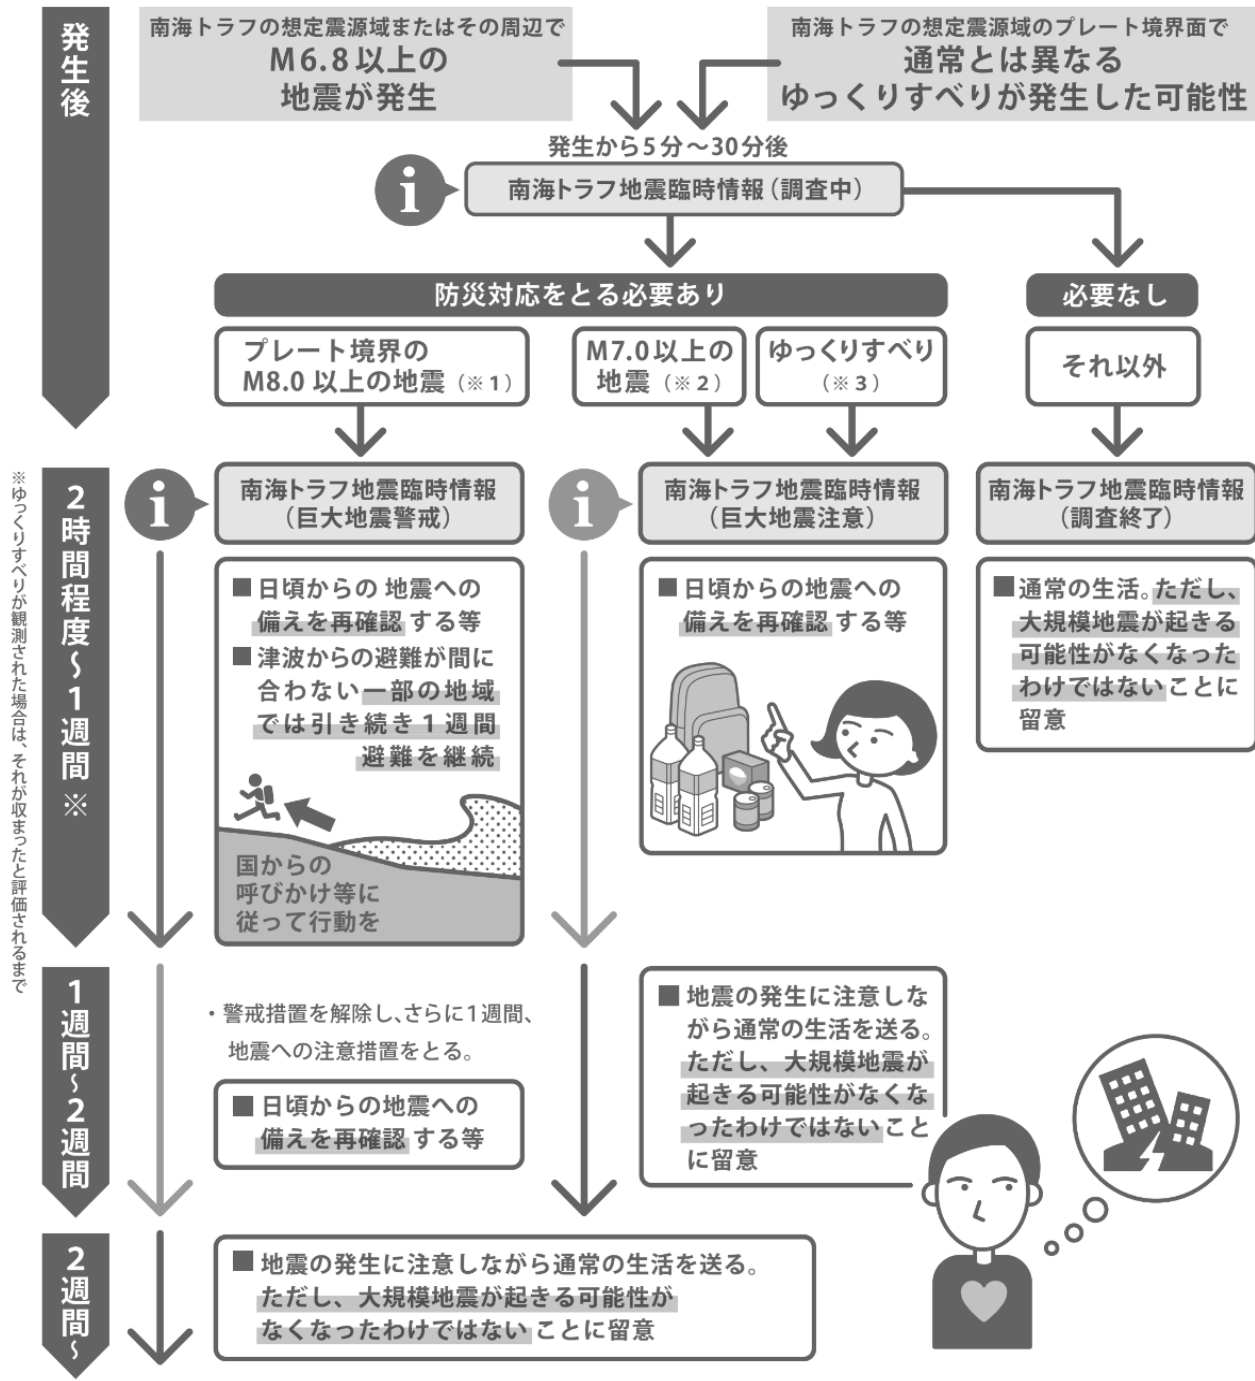 発生後
南海トラフの想定震源域またはその周辺で
M6.8以上の
地震が発生
南海トラフの想定震源域のプレート境界面で
通常とは異なる
ゆっくりすべりが発生した可能性
発生から5分～30分後
i
南海トラフ地震臨時情報（調査中）
防災対応をとる必要あり
必要なし
プレート境界の
M8.0以上の地震（※1）
M7.0以上の
地震（※2）
ゆっくりすべり
（※3）
それ以外
2時間程度～1週間※
※ゆっくりすべりが観測された場合は、それが収まったと評価されるまで
i
南海トラフ地震臨時情報
（巨大地震警戒）
i
南海トラフ地震臨時情報
（巨大地震注意）
南海トラフ地震臨時情報
（調査終了）
■日頃からの地震への
備えを再確認する等
■津波からの避難が間に
合わない一部の地域
では引き続き1週間
避難を継続
国からの
呼びかけ等に
従って行動を
■日頃からの地震への
備えを再確認する等
■通常の生活。ただし、
大規模地震が起きる
可能性がなくなった
わけではないことに
留意
1週間～2週間
・警戒措置を解除し、さらに1週間、
地震への注意措置をとる。
■日頃からの地震への
備えを再確認する等
■地震の発生に注意しな
がら通常の生活を送る。
ただし、大規模地震が
起きる可能性がなくな
ったわけではないこと
に留意
2週間～
■地震の発生に注意しながら通常の生活を送る。
ただし、大規模地震が起きる可能性が
なくなったわけではないことに留意